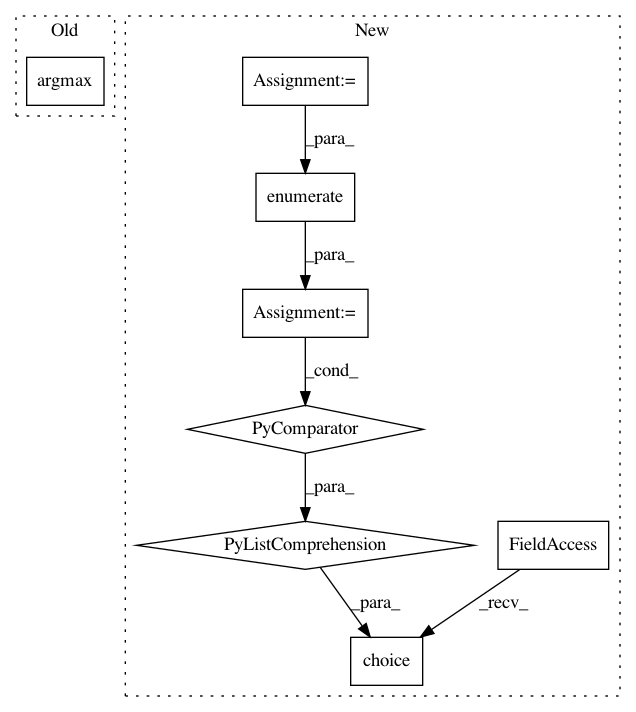 Old
New
argmax
Assignment:=
_para_
enumerate
_para_
Assignment:=
_cond_
PyComparator
_para_
PyListComprehension
FieldAccess
_para_
_recv_
choice